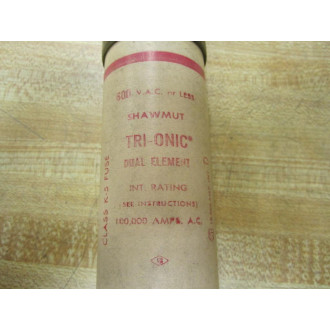 600 V.A.C. or LESS
SHAWMUT
TRI-ONIC®
DUAL ELEMENT
INT. RATING
(SEE INSTRUCTIONS)
100,000 AMPS. A.C.
CLASS K-5 FUSE